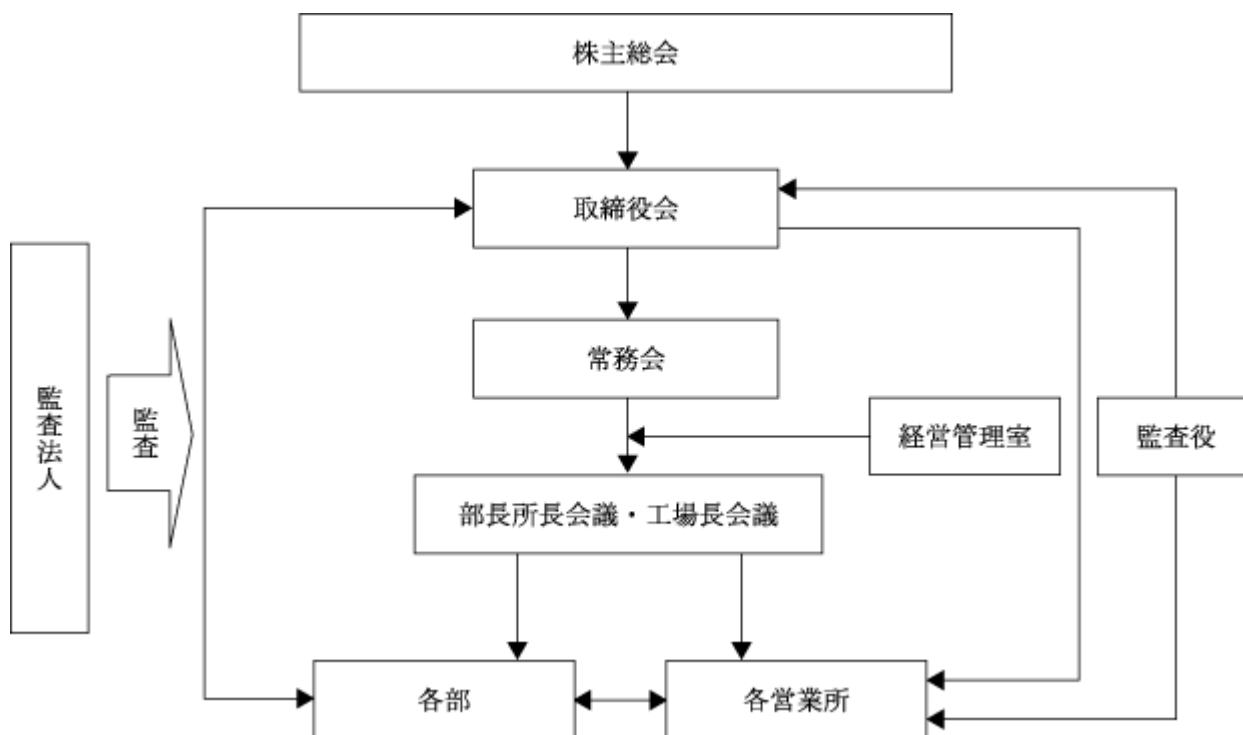 株主総会
取締役会
常務会
監査法人
監査
経営管理室
監査役
部長所長会議・工場長会議
各部
各営業所